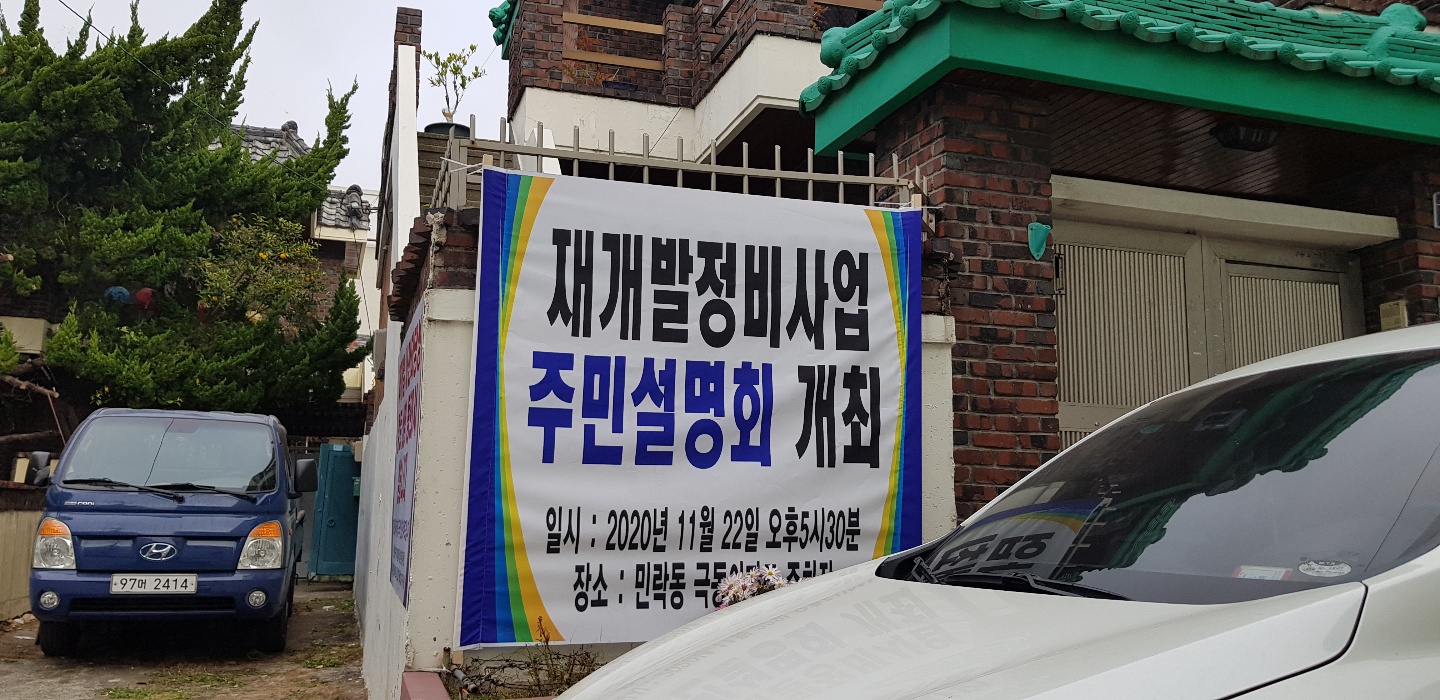 재개발정비사업
주민설명회 개최
일시 : 2020년 11월 22일 오후5시30분
장소 : 민락동
97머 2414